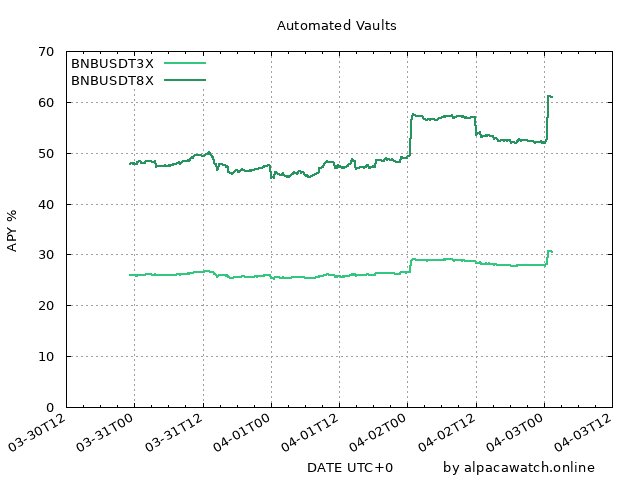 Automated Vaults
BNBUSDT3X
BNBUSDT8X
70
60
50
40
30
20
10
0
APY %
03-30T12
03-31T00
03-31T12
04-01T00
04-01T12
04-02T00
04-02T12
04-03T00
04-03T12
DATE UTC+0
by alpacawatch.online